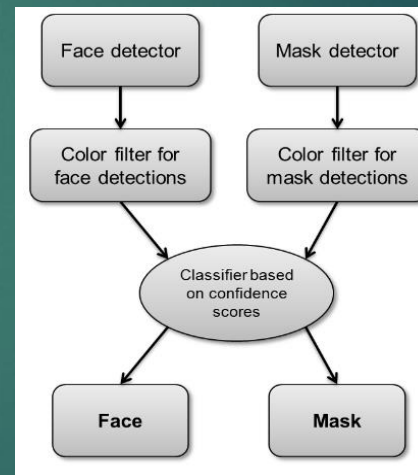 Face detector
Mask detector
Color filter for
face detections
Color filter for
mask detections
Classifier based
on confidence
scores
Face
Mask